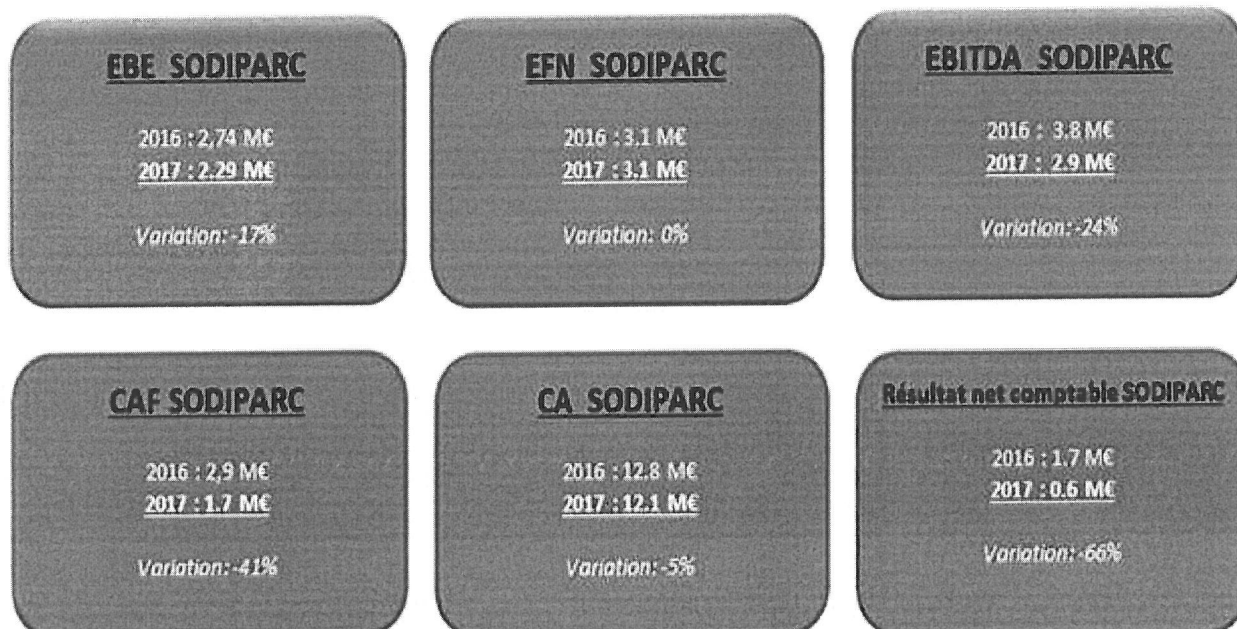 EBE SODIPARC
2016 : 2,74 M€
2017 : 2.29 M€
Variation: -17%
EFN SODIPARC
2016 : 3.1 M€
2017 : 3.1 M€
Variation: 0%
EBITDA SODIPARC
2016 : 3.8 M€
2017 : 2.9 M€
Variation: -24%
CAF SODIPARC
2016 : 2,9 M€
2017 : 1.7 M€
Variation: -41%
CA SODIPARC
2016 : 12.8 M€
2017 : 12.1 M€
Variation: -5%
Résultat net comptable SODIPARC
2016 : 1.7 M€
2017 : 0.6 M€
Variation: -66%